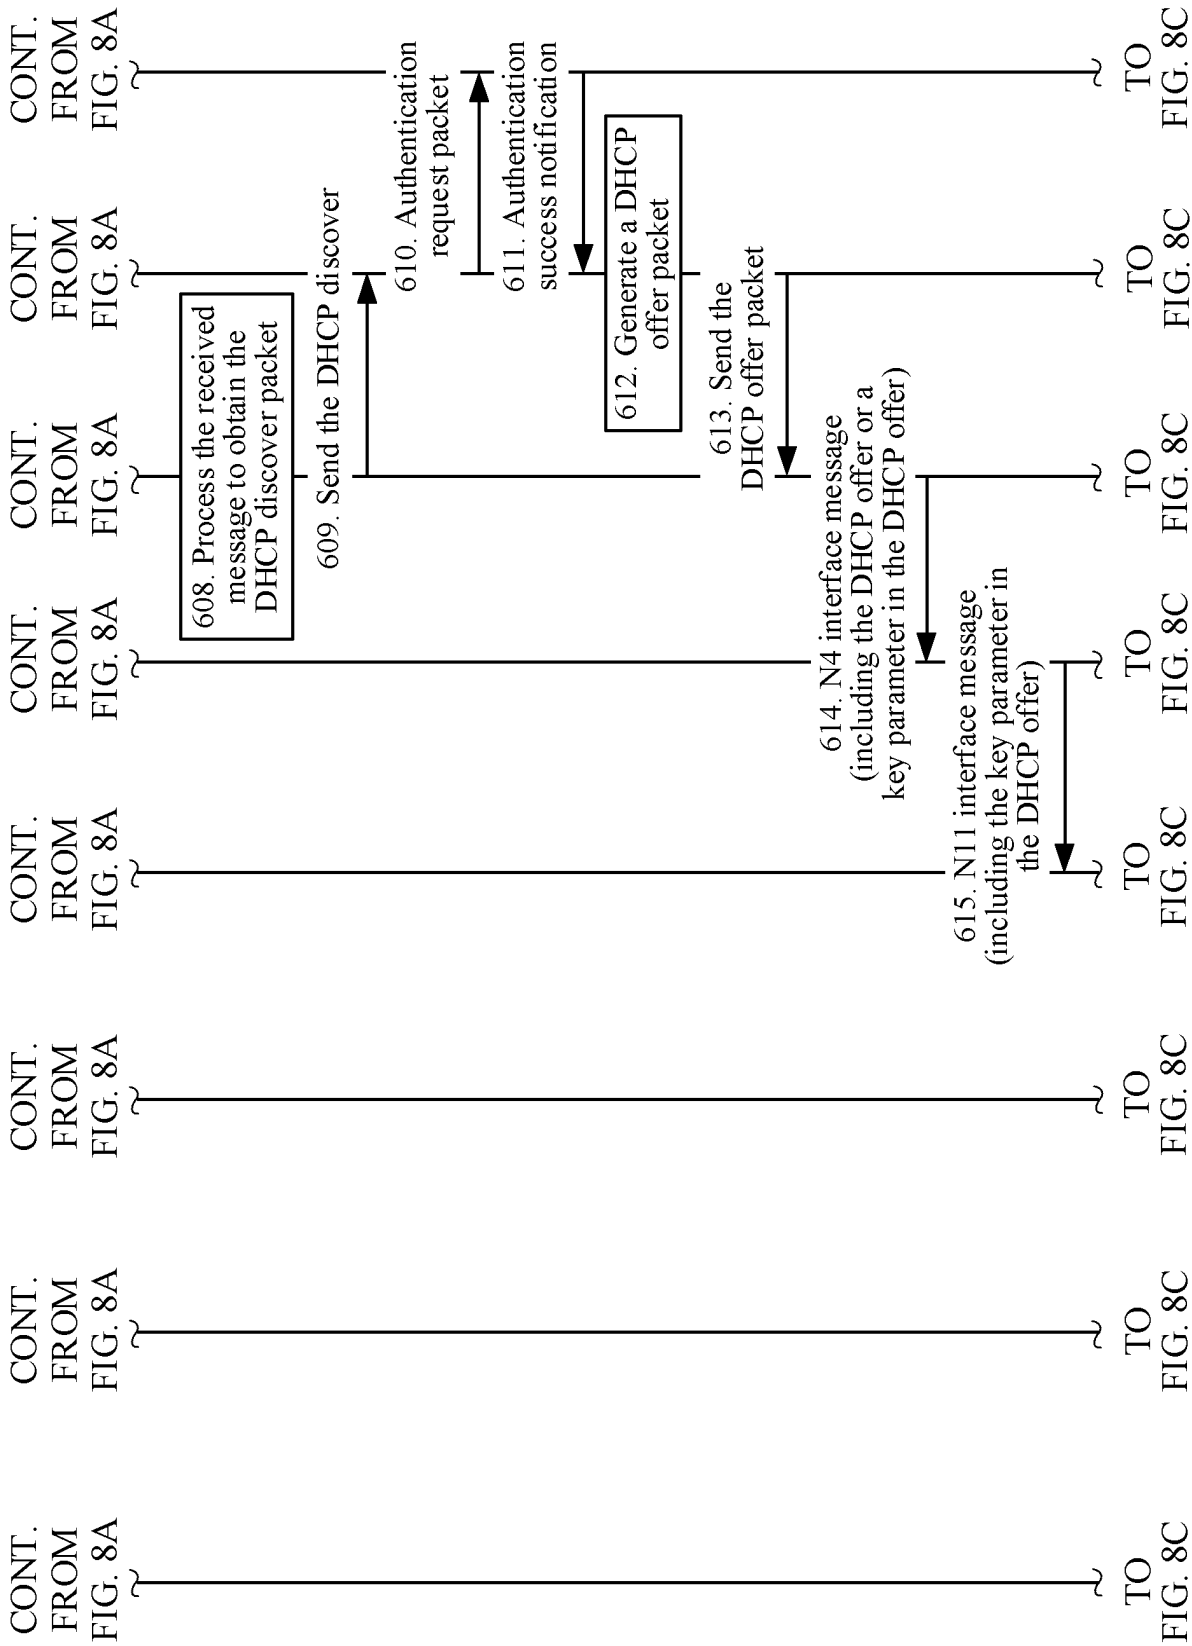 CONT.
FROM
FIG. 8A
CONT.
FROM
FIG. 8A
CONT.
FROM
FIG. 8A
CONT.
FROM
FIG. 8A
CONT.
FROM
FIG. 8A
CONT.
FROM
FIG. 8A
CONT.
FROM
FIG. 8A
CONT.
FROM
FIG. 8A
608. Process the received
message to obtain the
DHCP discover packet
609. Send the DHCP discover
610. Authentication
request packet
611. Authentication
success notification
612. Generate a DHCP
offer packet
613. Send the
DHCP offer packet
614. N4 interface message
(including the DHCP offer or a
key parameter in the DHCP offer)
615. N11 interface message
(including the key parameter in
the DHCP offer)
TO
FIG. 8C
TO
FIG. 8C
TO
FIG. 8C
TO
FIG. 8C
TO
FIG. 8C
TO
FIG. 8C
TO
FIG. 8C
TO
FIG. 8C